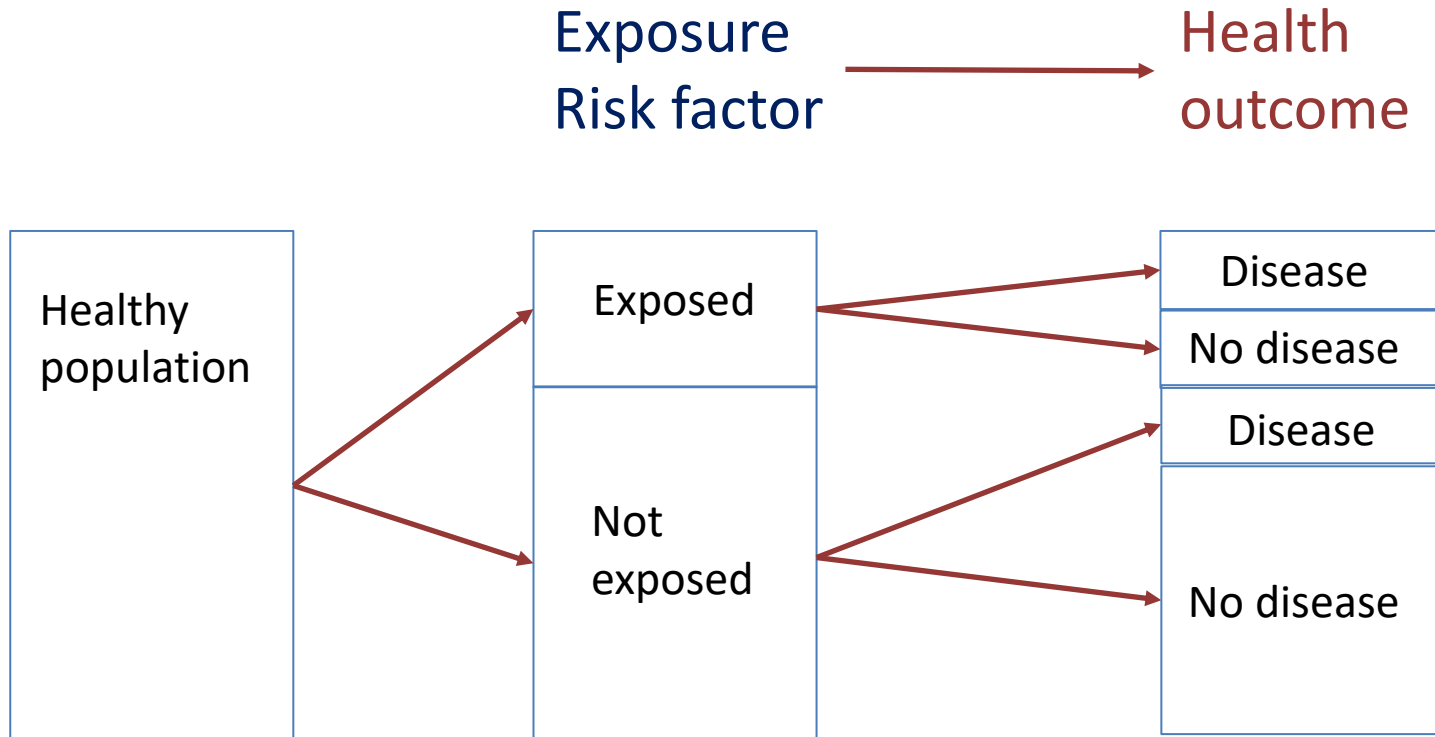 Exposure
Risk factor
Health
outcome
Healthy
population
Exposed
Not
exposed
Disease
No disease
Disease
No disease